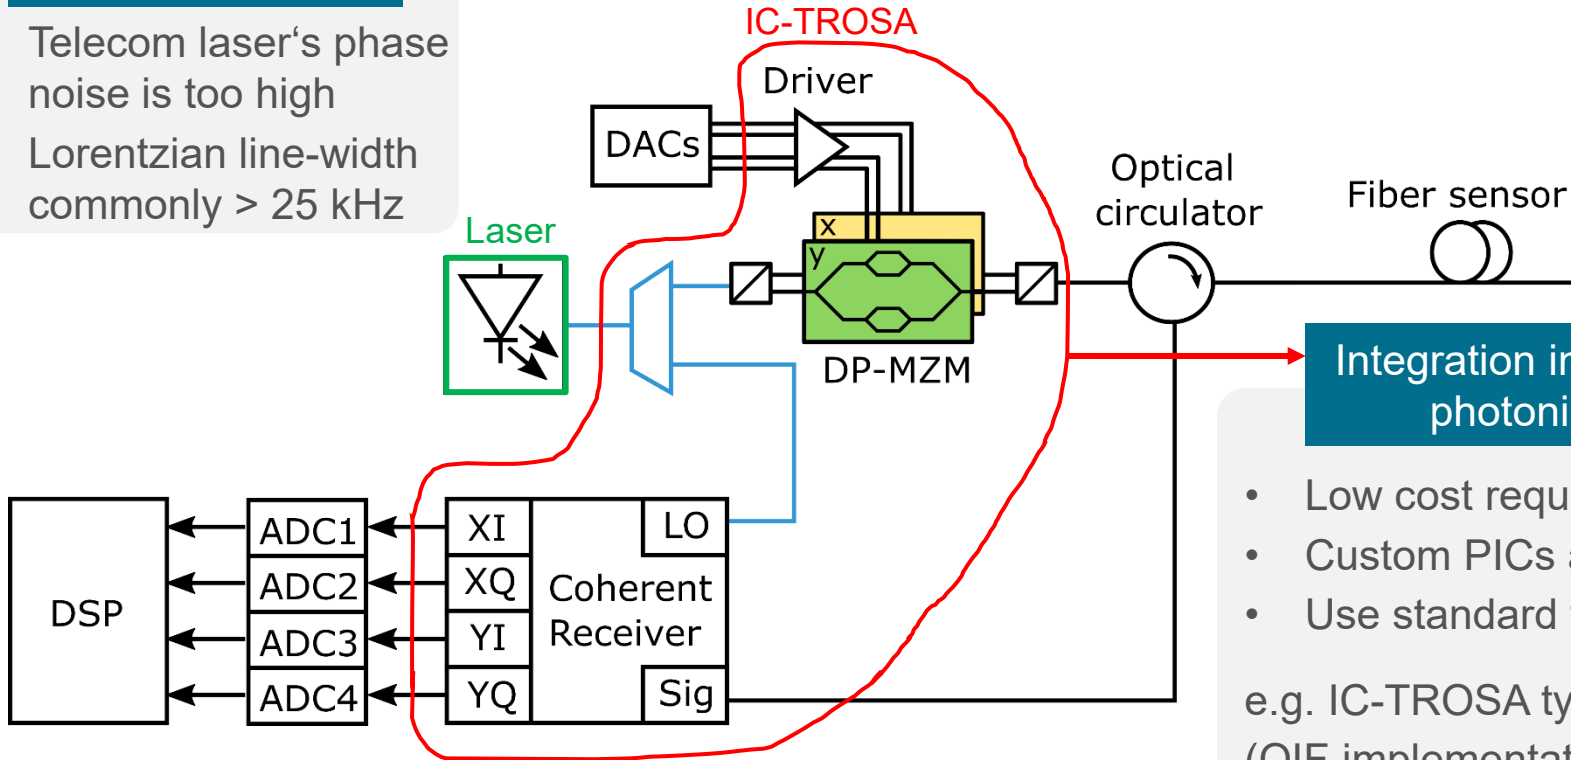 Telecom laser‘s phase
noise is too high
Lorentzian line-width
commonly > 25 kHz
IC-TROSA
Driver
DACs
Laser
x
y
DP-MZM
Optical
circulator
Fiber sensor
Integration in
photoni
• Low cost requ
• Custom PICs a
• Use standard
e.g. IC-TROSA ty
(OIF implementat
DSP
ADC1
ADC2
ADC3
ADC4
XI
XQ
YI
YQ
Coherent
Receiver
LO
Sig